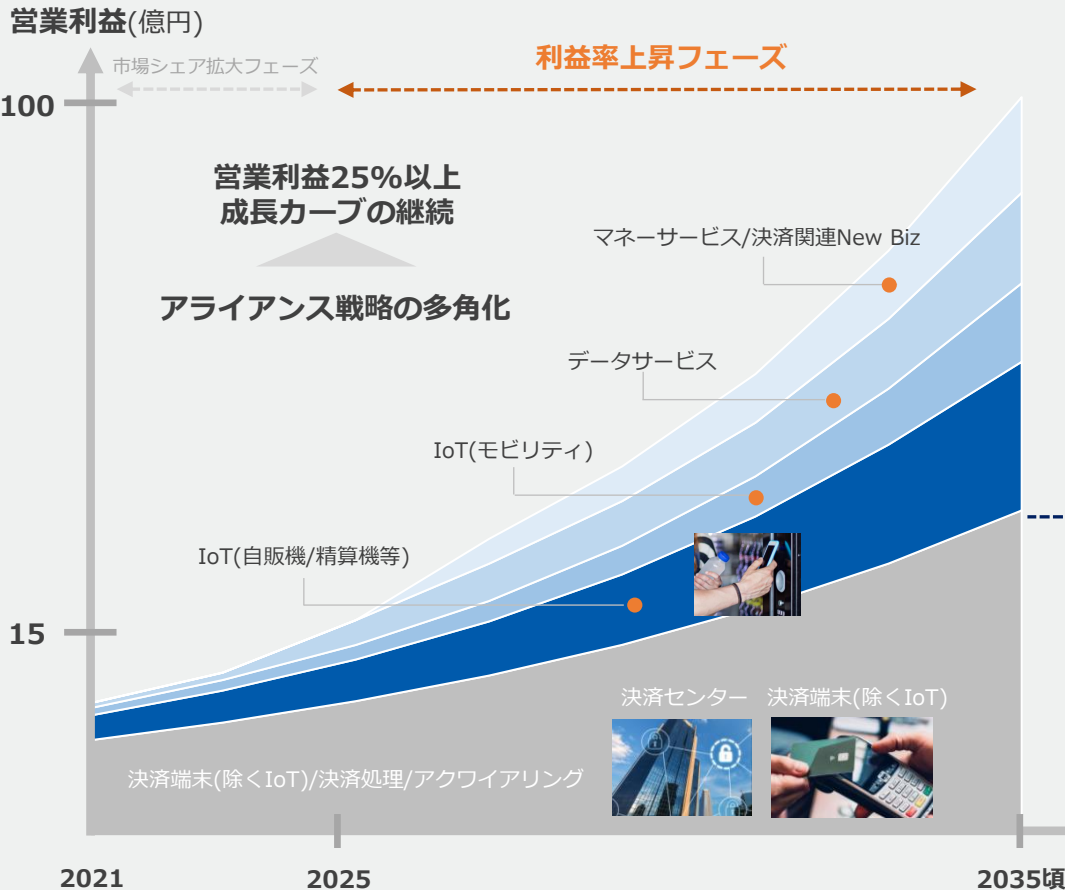 営業利益(億円)
市場シェア拡大フェーズ
利益率上昇フェーズ
100
営業利益25%以上
成長カーブの継続
マネーサービス/決済関連New Biz
アライアンス戦略の多角化
データサービス
IoT(モビリティ)
IoT(自販機/精算機等)
15
決済センター
決済端末(除くIoT)
決済端末(除くIoT)/決済処理/アクワイアリング
2021
2025
2035頃